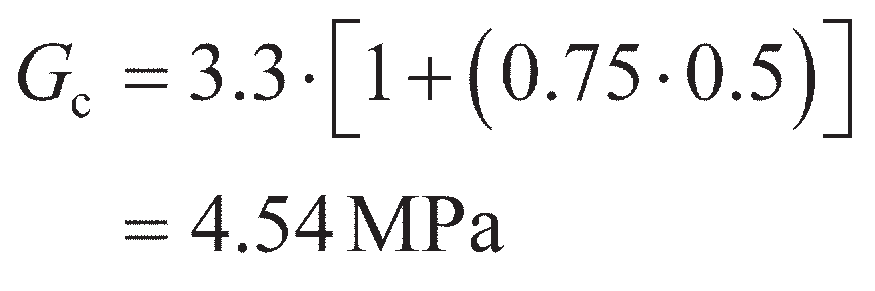 G_c = 3.3·[1+(0.75·0.5)]
= 4.54 MPa